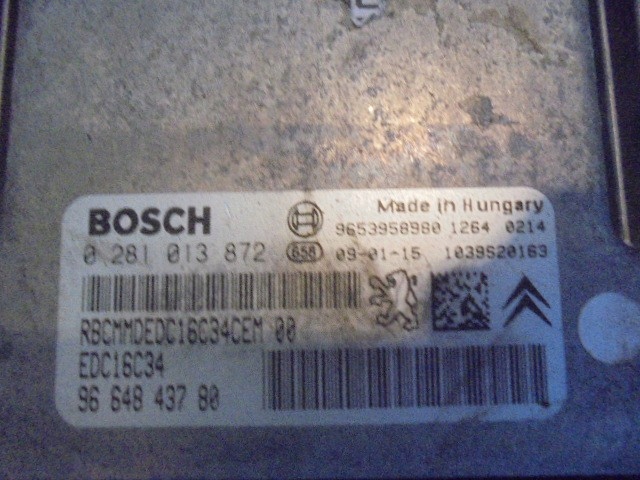 BOSCH
Made in Hungary
9653958980 1264 0214
0 281 013 872 658 09-01-15 1039S20163
RBCMMDEDC16C34CEM 00
EDC16C34
96 648 437 80